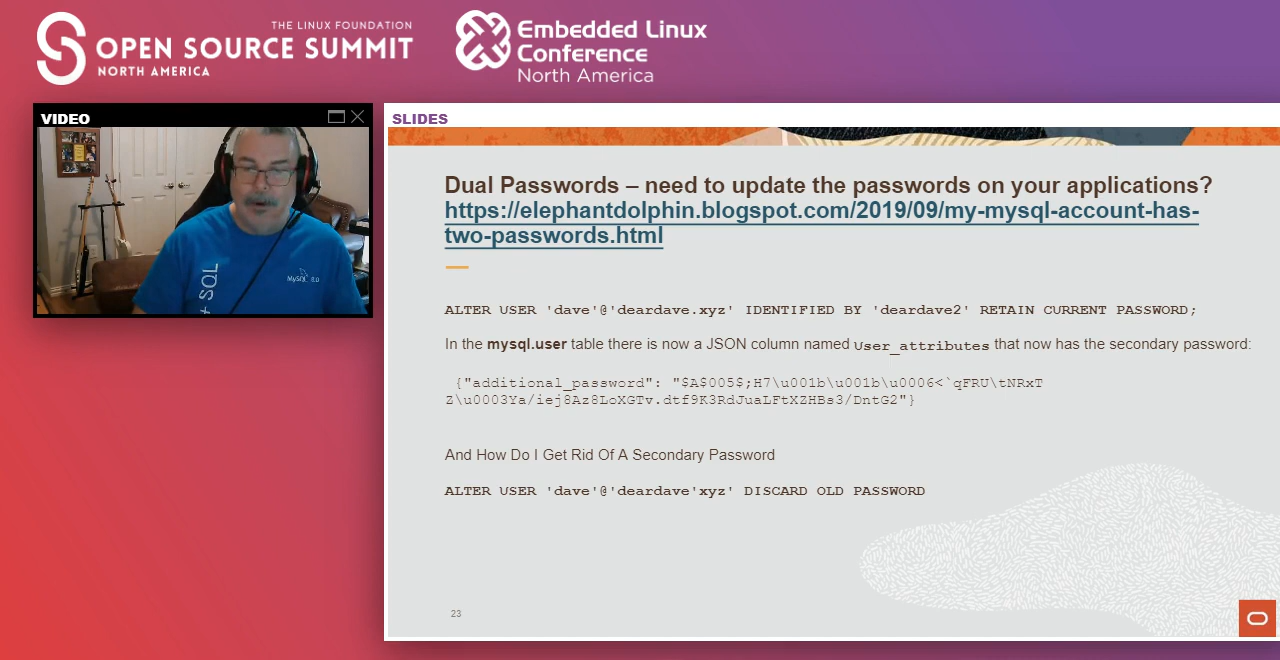 THE LINUX FOUNDATION
OPEN SOURCE SUMMIT
NORTH AMERICA
Embedded Linux
Conference
North America
VIDEO
SLIDES
+ SQL
MySQL 8.0
Dual Passwords – need to update the passwords on your applications?
https://elephantdolphin.blogspot.com/2019/09/my-mysql-account-has-
two-passwords.html
ALTER USER 'dave'@'deardave.xyz' IDENTIFIED BY 'deardave2' RETAIN CURRENT PASSWORD;
In the mysql.user table there is now a JSON column named User_attributes that now has the secondary password:
{"additional_password": "$A$005$;H7\u001b\u001b\u0006<`qFRU\tNRxT
Z\u0003Ya/iej8Az8LoXGTv.dtf9K3RdJuaLFtXZHBs3/DntG2"}
And How Do I Get Rid Of A Secondary Password
ALTER USER 'dave'@'deardave'xyz' DISCARD OLD PASSWORD
23